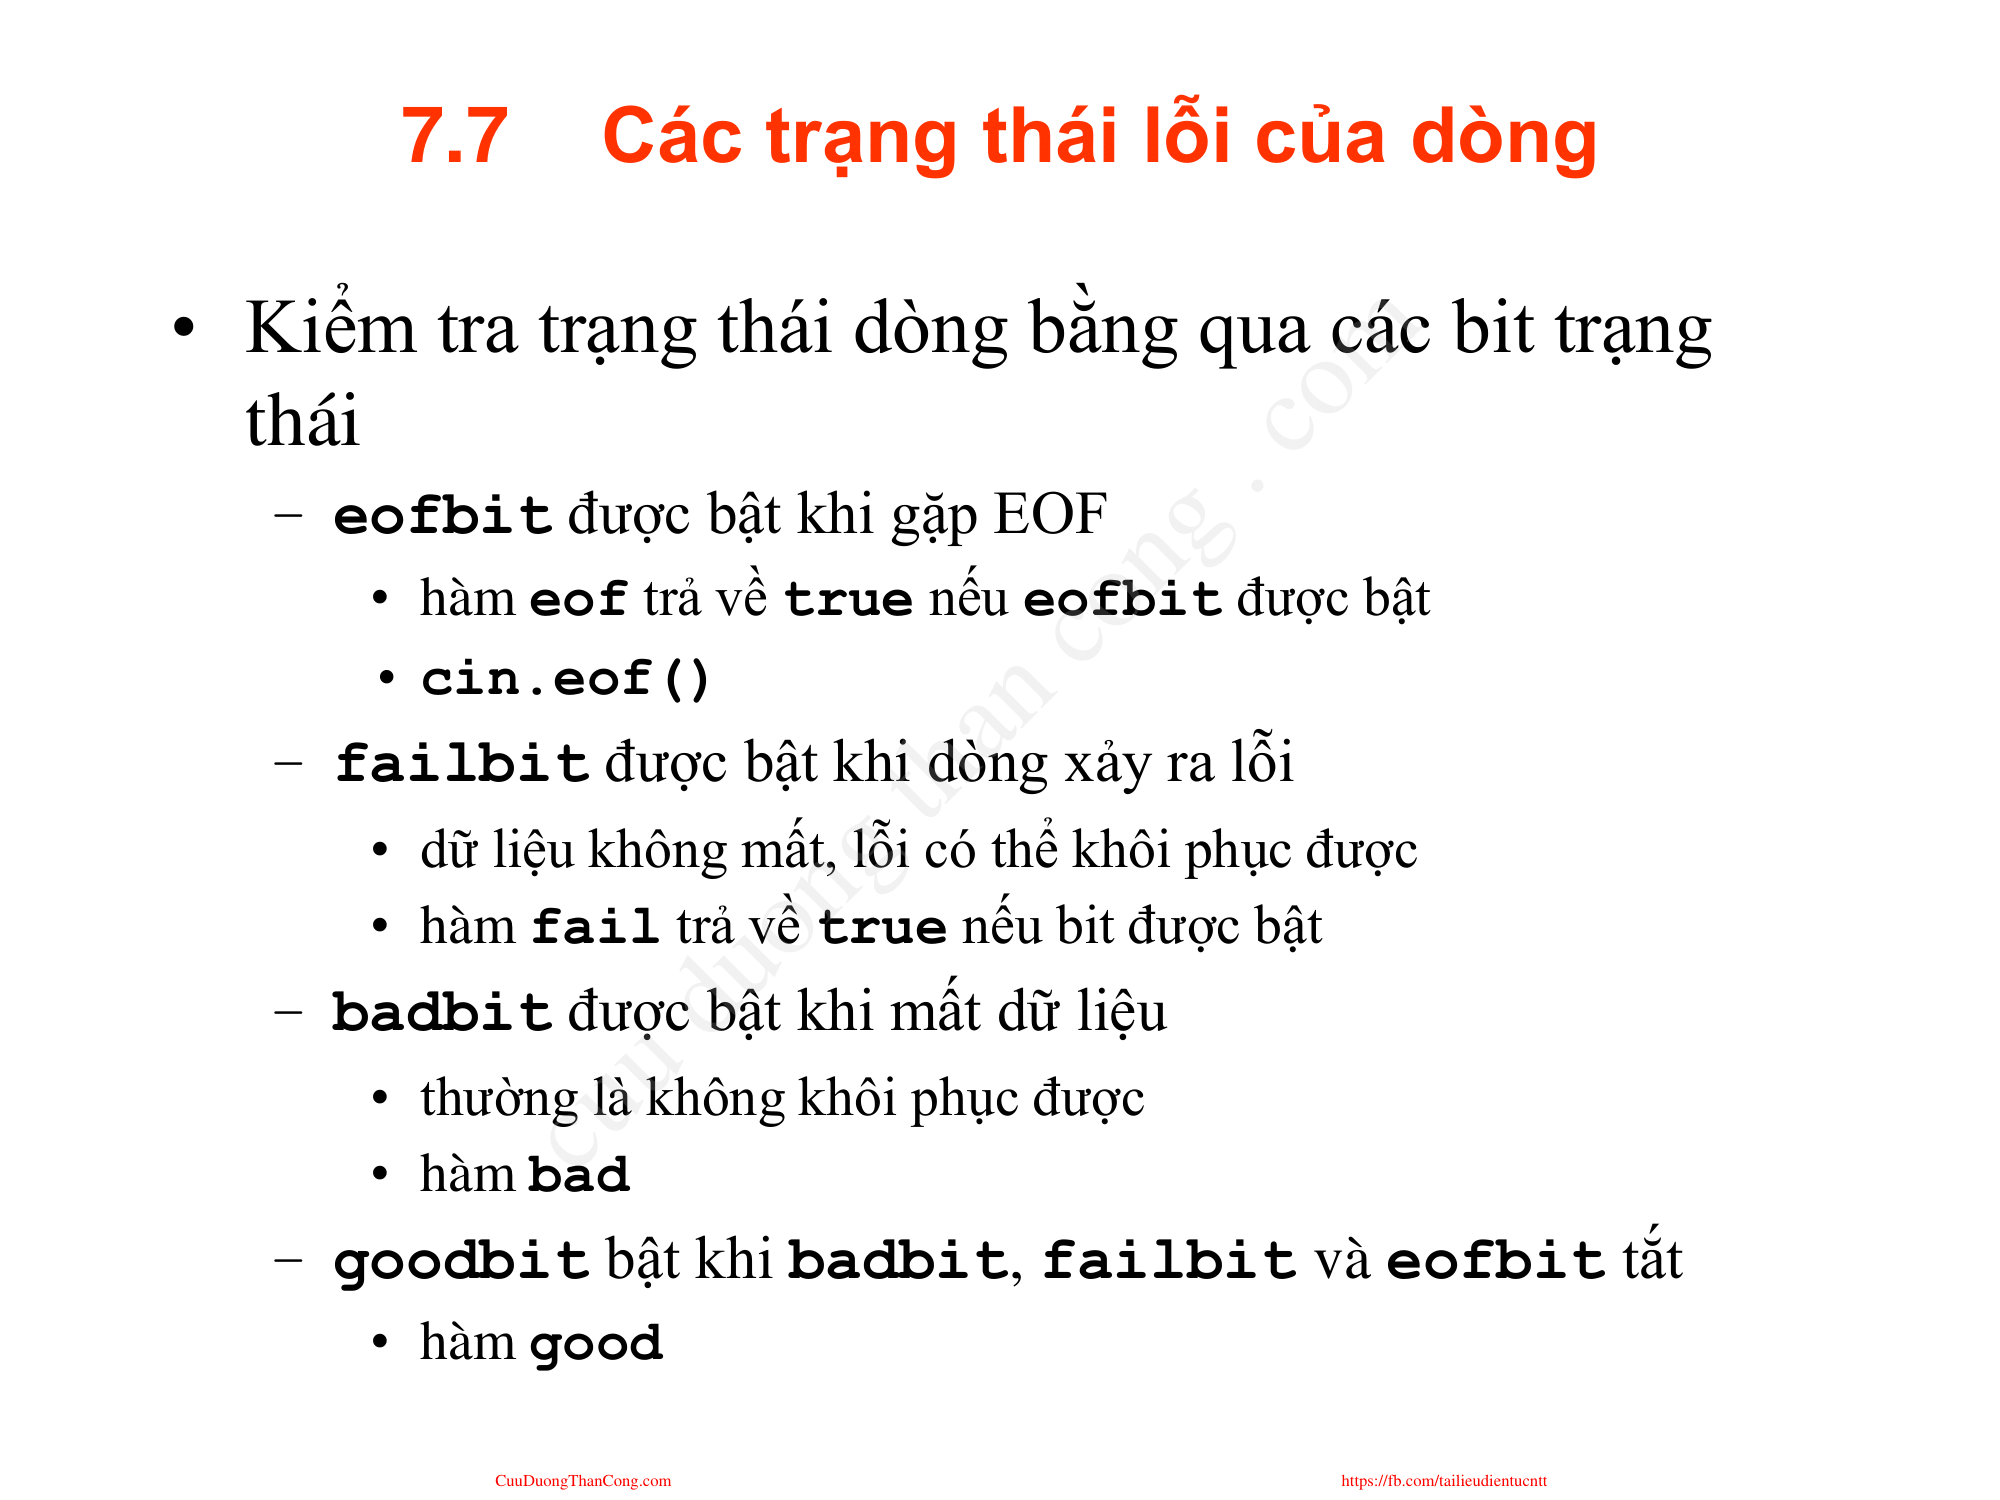 7.7 Các trạng thái lỗi của dòng
• Kiểm tra trạng thái dòng bằng qua các bit trạng
thái
– eofbit được bật khi gặp EOF
• hàm eof trả về true nếu eofbit được bật
• cin.eof()
– failbit được bật khi dòng xảy ra lỗi
• dữ liệu không mất, lỗi có thể khôi phục được
• hàm fail trả về true nếu bit được bật
– badbit được bật khi mất dữ liệu
• thường là không khôi phục được
• hàm bad
– goodbit bật khi badbit, failbit và eofbit tắt
• hàm good
cuu duong than cong . com
CuuDuongThanCong.com
https://fb.com/tailieudientucntt